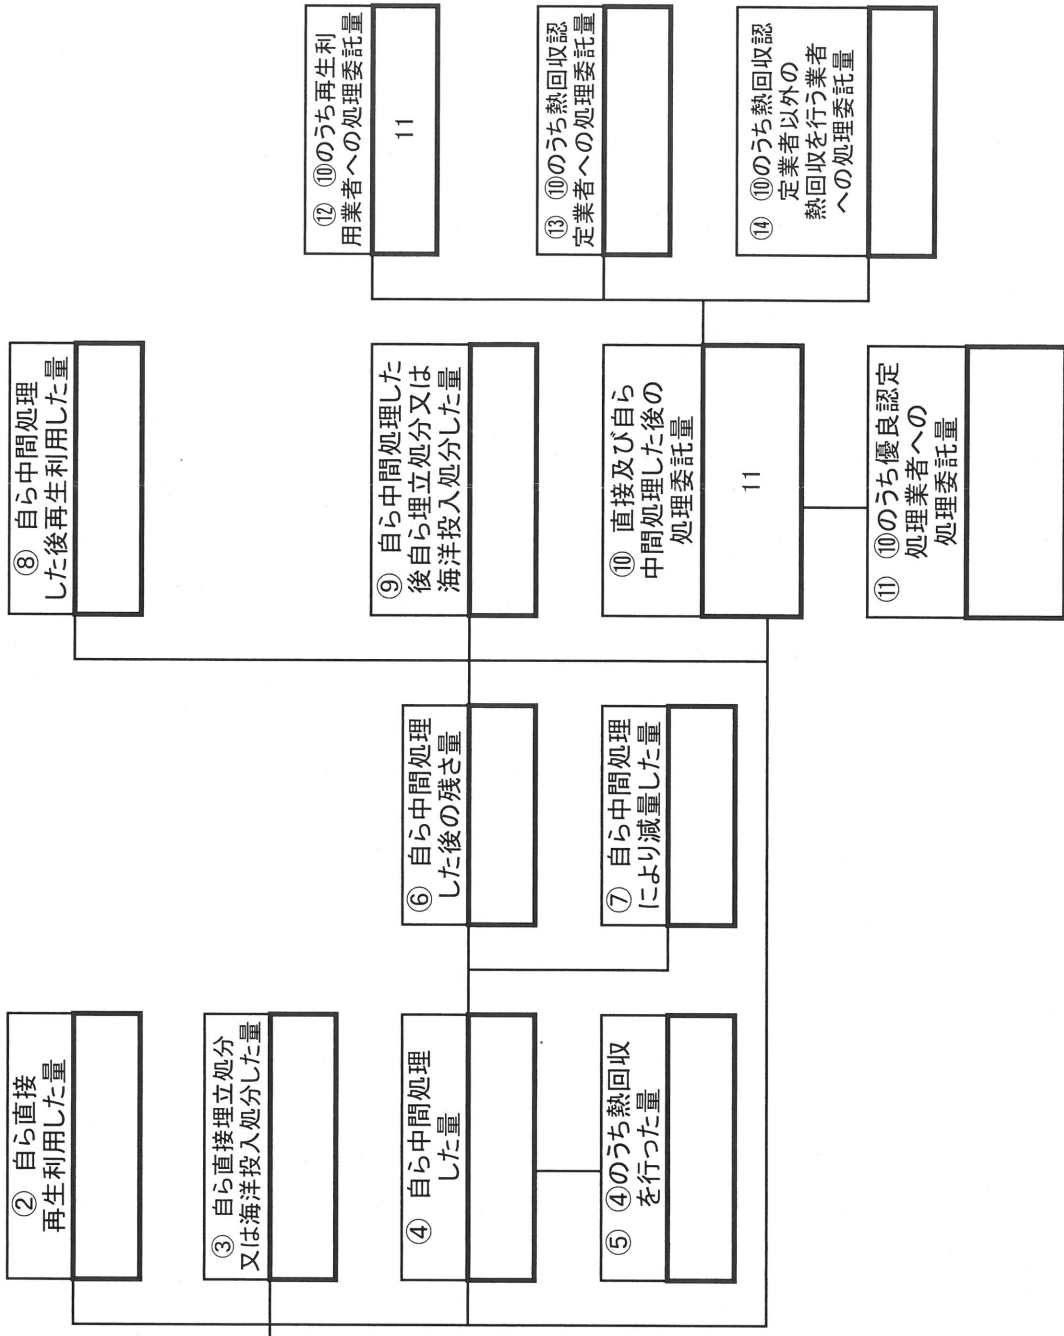 ② 自ら直接
再生利用した量
③ 自ら直接埋立処分
又は海洋投入処分した量
④ 自ら中間処理
した量
⑤ ④のうち熱回収
を行った量
⑥ 自ら中間処理
した後の残さ量
⑦ 自ら中間処理
により減量した量
⑧ 自ら中間処理
した後再生利用した量
⑨ 自ら中間処理した
後自ら埋立処分又は
海洋投入処分した量
⑩ 直接及び自ら
中間処理した後の
処理委託量
11
⑪ ⑩のうち優良認定
処理業者への
処理委託量
⑫ ⑩のうち再生利
用業者への処理委託量
11
⑬ ⑩のうち熱回収認
定業者への処理委託量
⑭ ⑩のうち熱回収認
定業者以外の
熱回収を行う業者
への処理委託量